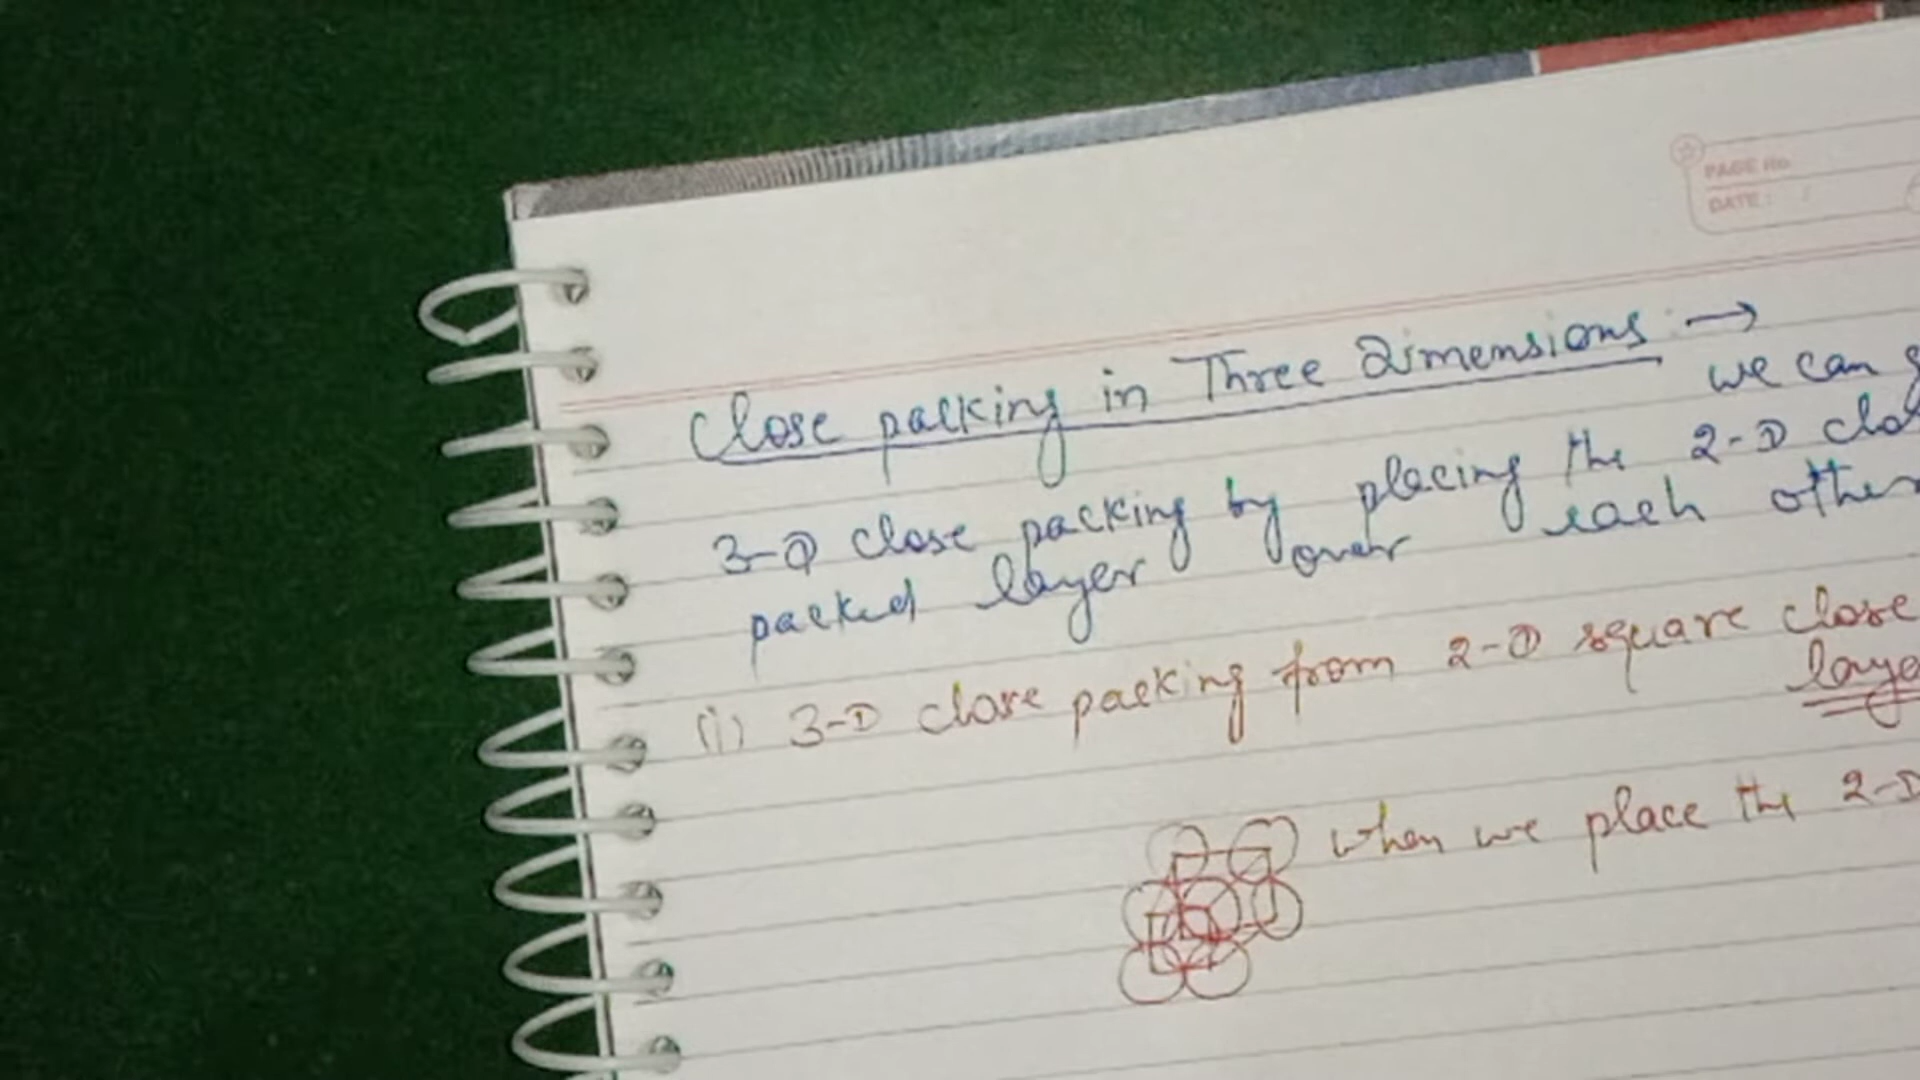 PAGE No
DATE:
Close packing in Three Dimensions :→
we can
3-D close packing by placing the 2-D clo
packed layer over each other
(i) 3-D close packing from 2-D square close
laye
when we place the 2-D